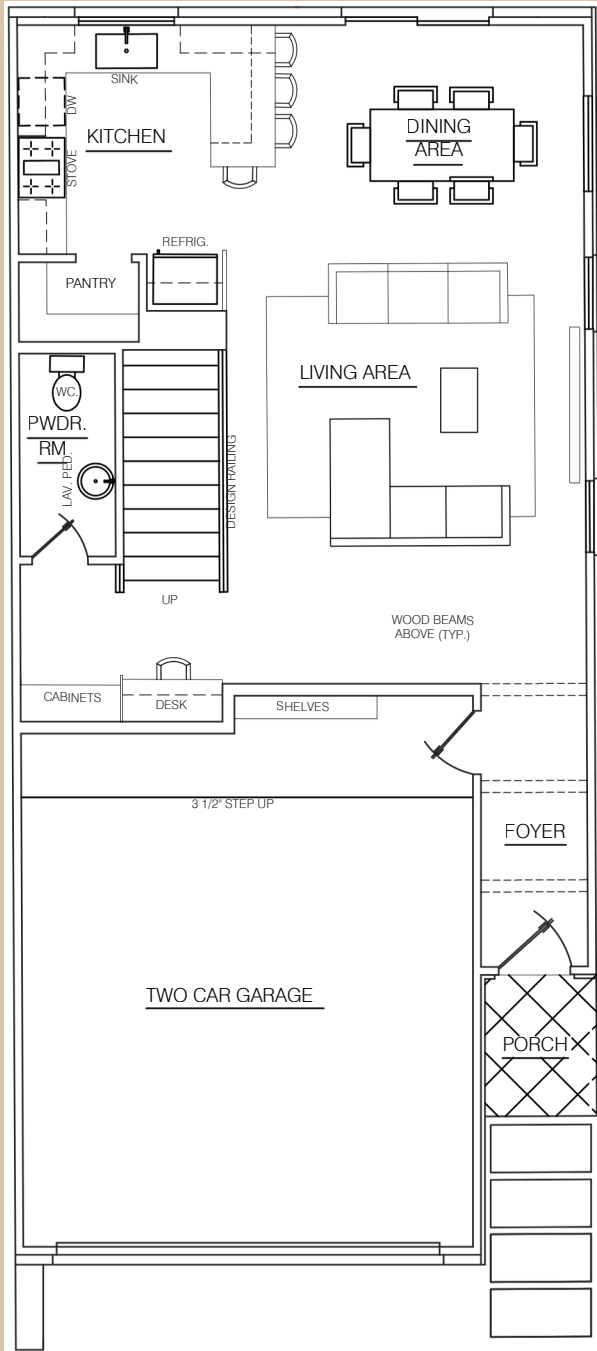 SINK
DW
KITCHEN
STOVE
DINING
AREA
REFRIG.
PANTRY
LIVING AREA
WC.
PWDR.
RM
LAV. PED.
DESIGN RAILING
UP
WOOD BEAMS
ABOVE (TYP.)
CABINETS
DESK
SHELVES
3 1/2" STEP UP
FOYER
TWO CAR GARAGE
PORCH